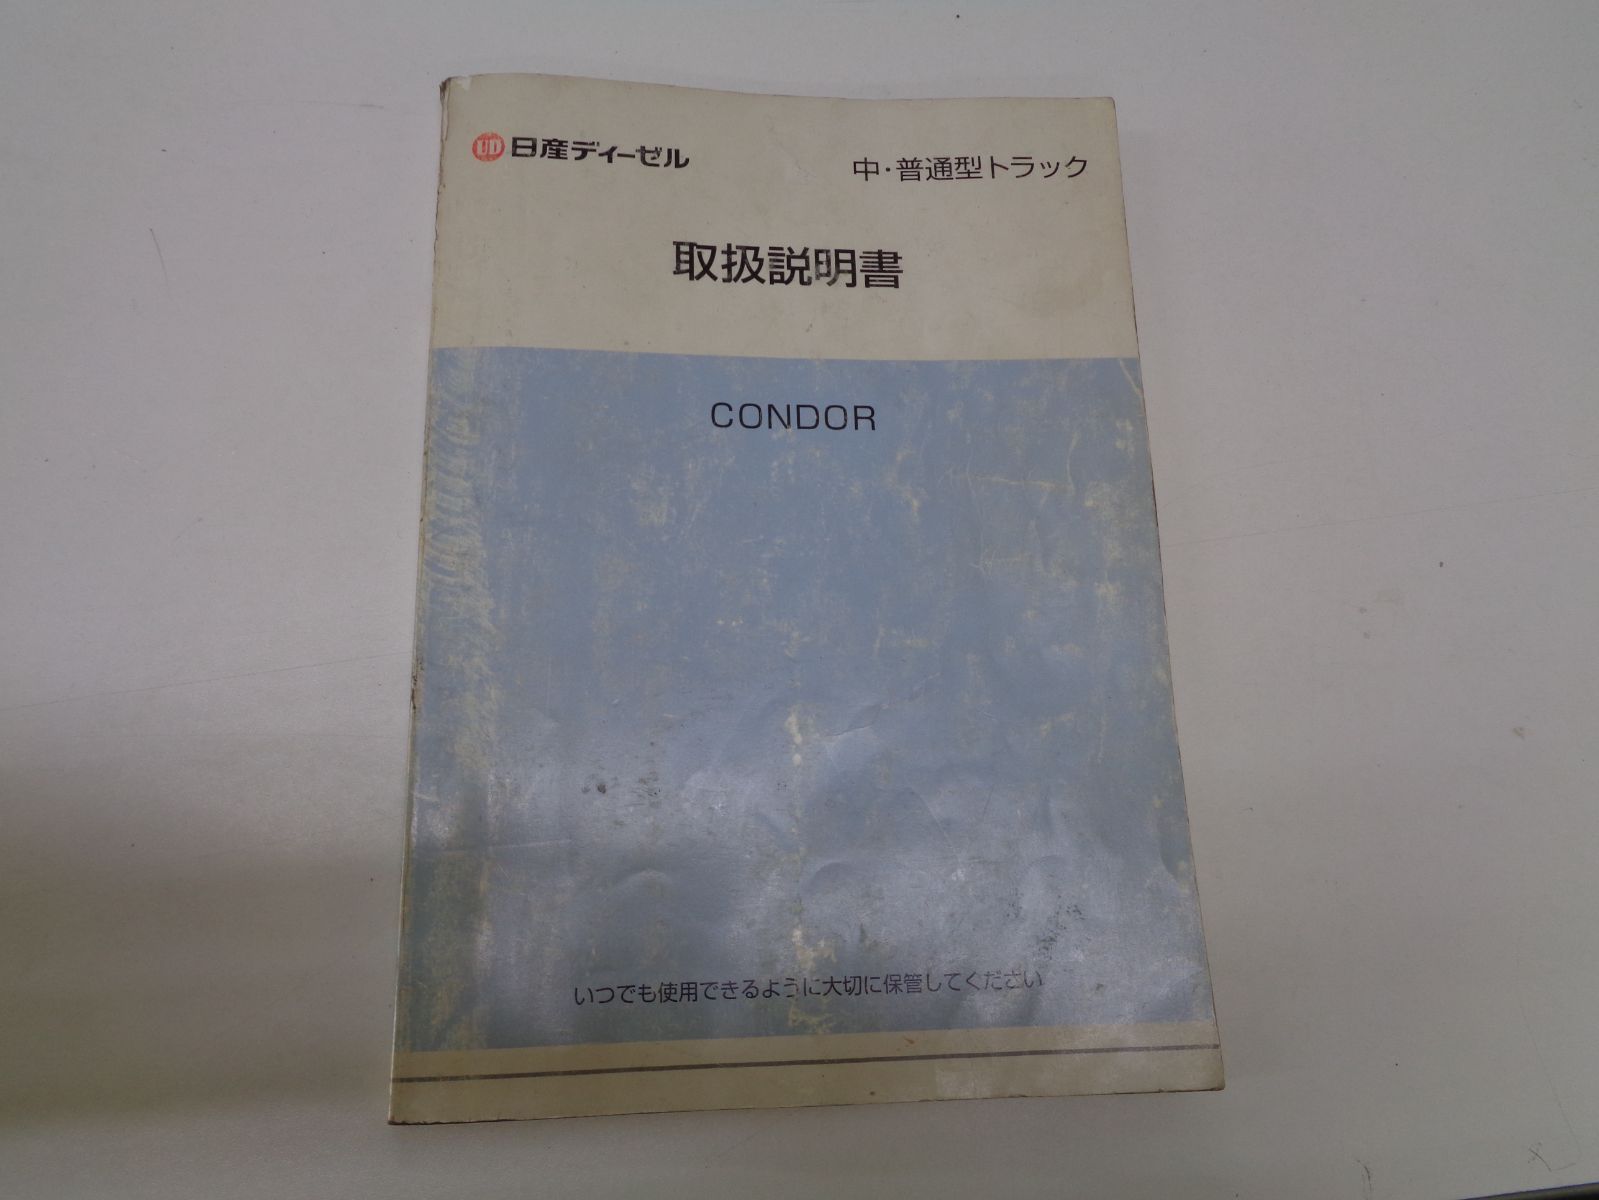 UD 日産ディーゼル
中・普通型トラック
取扱説明書
CONDOR
いつでも使用できるように大切に保管してください